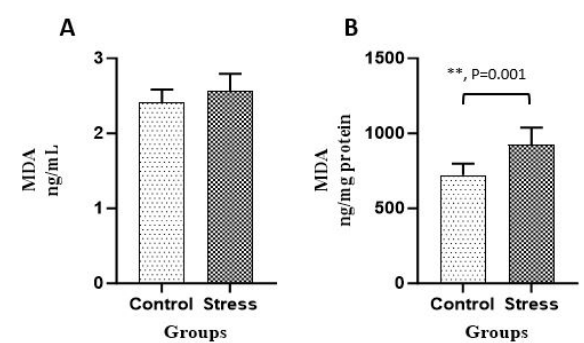 A
MDA
ng/mL
3
2
1
0
Control Stress
Groups
B
MDA
ng/mg protein
1500
1000
500
0
**, P=0.001
Control Stress
Groups